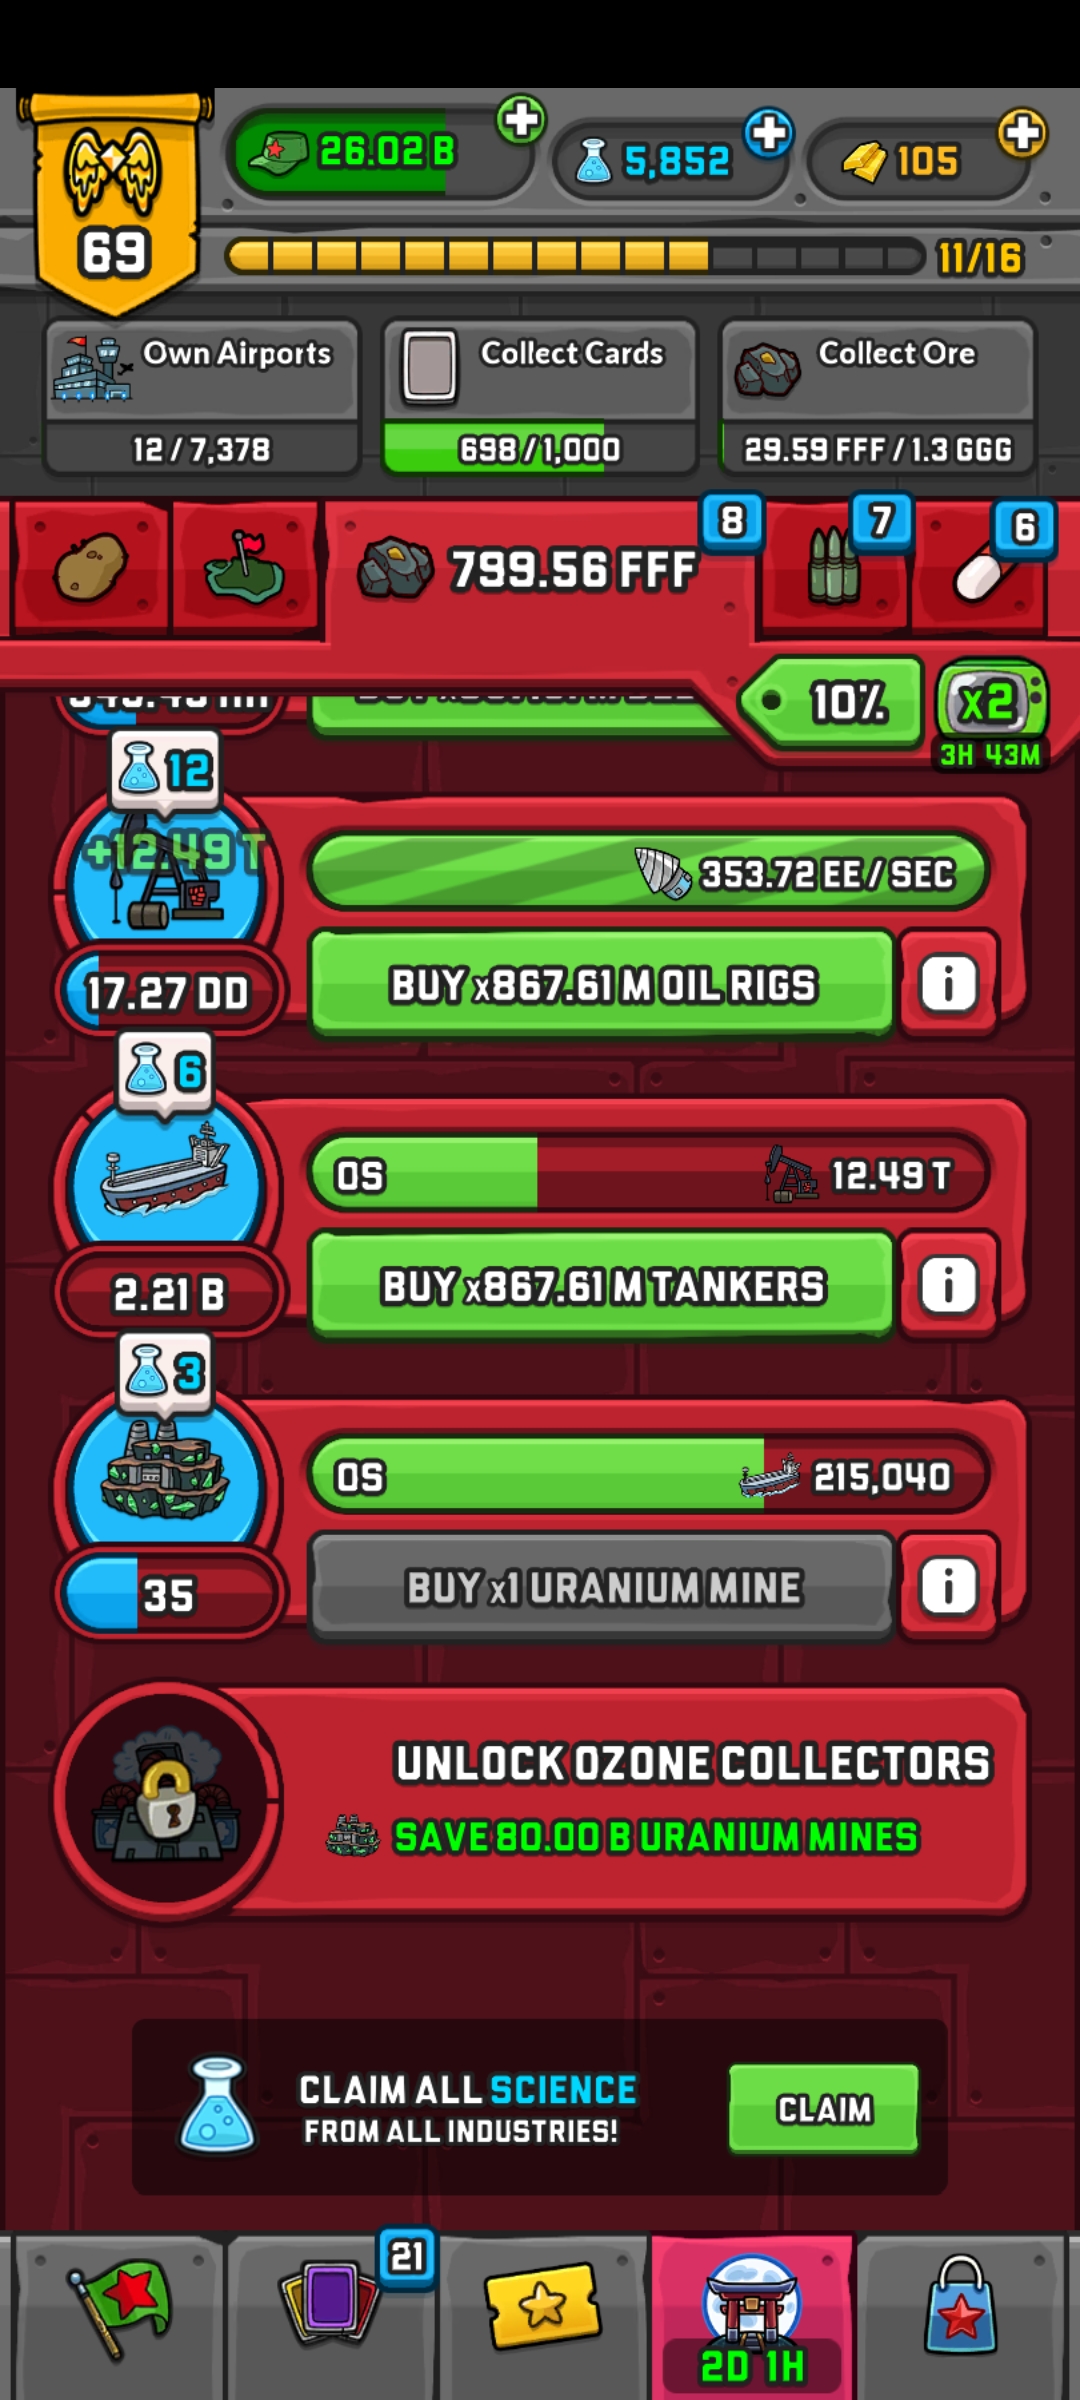 26.02 B
5,852
105
69
11/16
Own Airports
12 / 7,378
Collect Cards
698 / 1,000
Collect Ore
29.59 FFF / 1.3 GGG
799.56 FFF
8
7
6
10%
x2
3H 43M
12
+12.49 T
353.72 EE / SEC
17.27 DD
BUY x867.61 M OIL RIGS
i
6
0S
12.49 T
2.21 B
BUY x867.61 M TANKERS
i
3
0S
215,040
35
BUY x1 URANIUM MINE
i
UNLOCK OZONE COLLECTORS
SAVE 80.00 B URANIUM MINES
CLAIM ALL SCIENCE
FROM ALL INDUSTRIES!
CLAIM
21
2D 1H